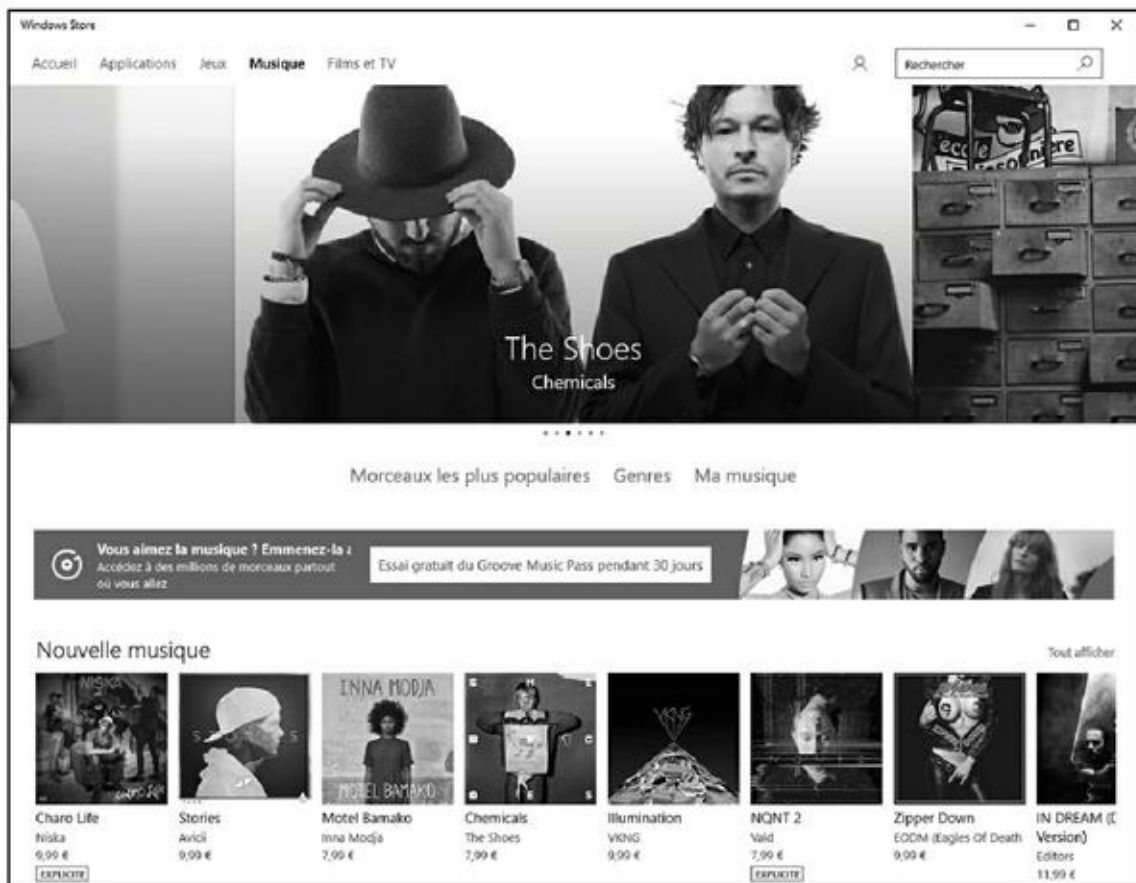 Windows Store
Accueil Applications Jeux Musique Films et TV
Rechercher
The Shoes
Chemicals
Morceaux les plus populaires Genres Ma musique
Vous aimez la musique ? Emmenez-la
Accédez à des millions de morceaux partout
où vous allez
Essai gratuit du Groove Music Pass pendant 30 jours
Nouvelle musique
Tout afficher
NISKA
INNA MODJA
MOTEL BAMAKO
VKNG
Charo Life
Niska
9,99 €
EXPLICITE
Stories
Avicii
9,99 €
Motel Bamako
Inna Modja
7,99 €
Chemicals
The Shoes
7,99 €
Illumination
VKNG
9,99 €
NQNT 2
Vald
7,99 €
EXPLICITE
Zipper Down
EODM (Eagles Of Death
9,99 €
IN DREAM (D
Version)
Editors
11,99 €